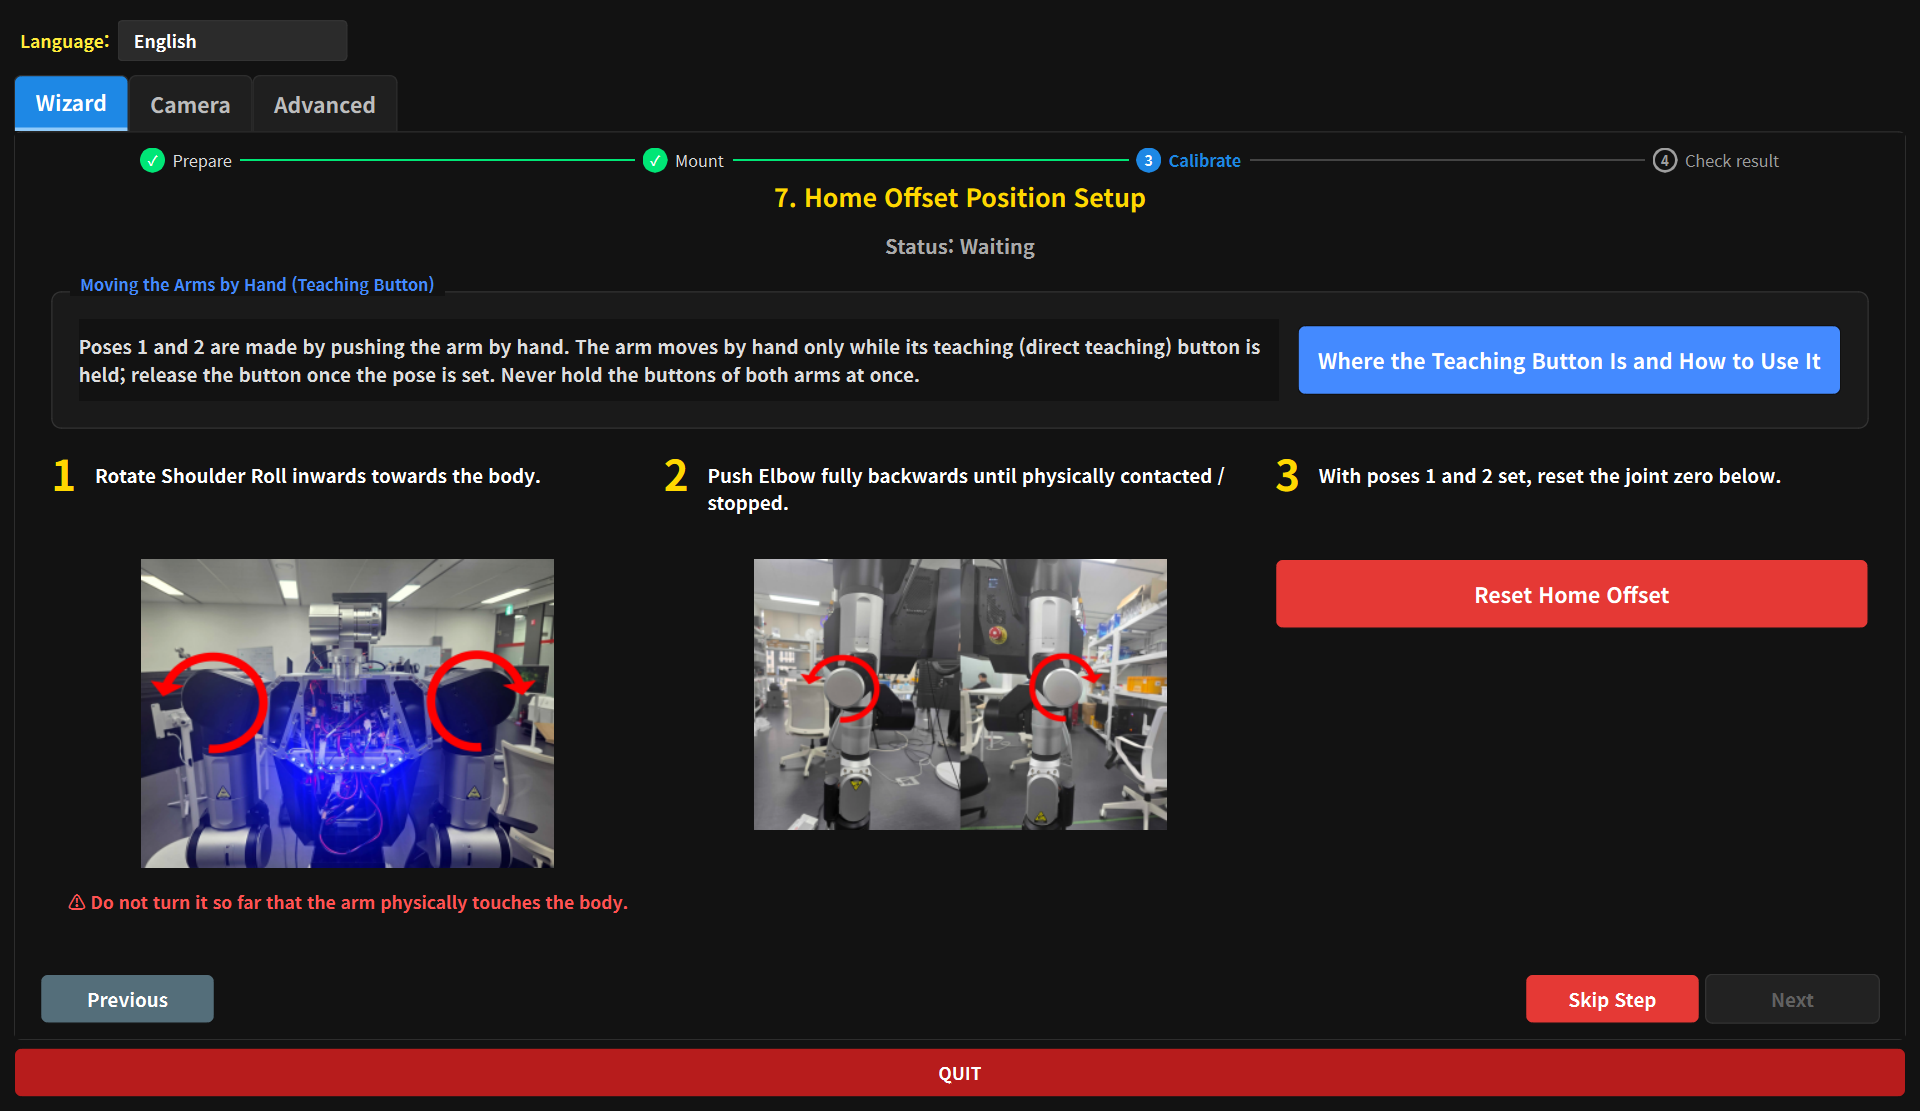 Language:
English
Wizard
Camera
Advanced
✓ Prepare
✓ Mount
3 Calibrate
4 Check result
7. Home Offset Position Setup
Status: Waiting
Moving the Arms by Hand (Teaching Button)
Poses 1 and 2 are made by pushing the arm by hand. The arm moves by hand only while its teaching (direct teaching) button is
held; release the button once the pose is set. Never hold the buttons of both arms at once.
Where the Teaching Button Is and How to Use It
1 Rotate Shoulder Roll inwards towards the body.
2 Push Elbow fully backwards until physically contacted /
stopped.
3 With poses 1 and 2 set, reset the joint zero below.
Reset Home Offset
⚠ Do not turn it so far that the arm physically touches the body.
Previous
Skip Step
Next
QUIT